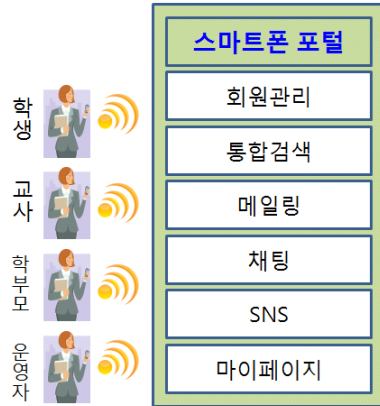 스마트폰 포털
회원관리
통합검색
메일링
채팅
SNS
마이페이지
학생
교사
학부모
운영자